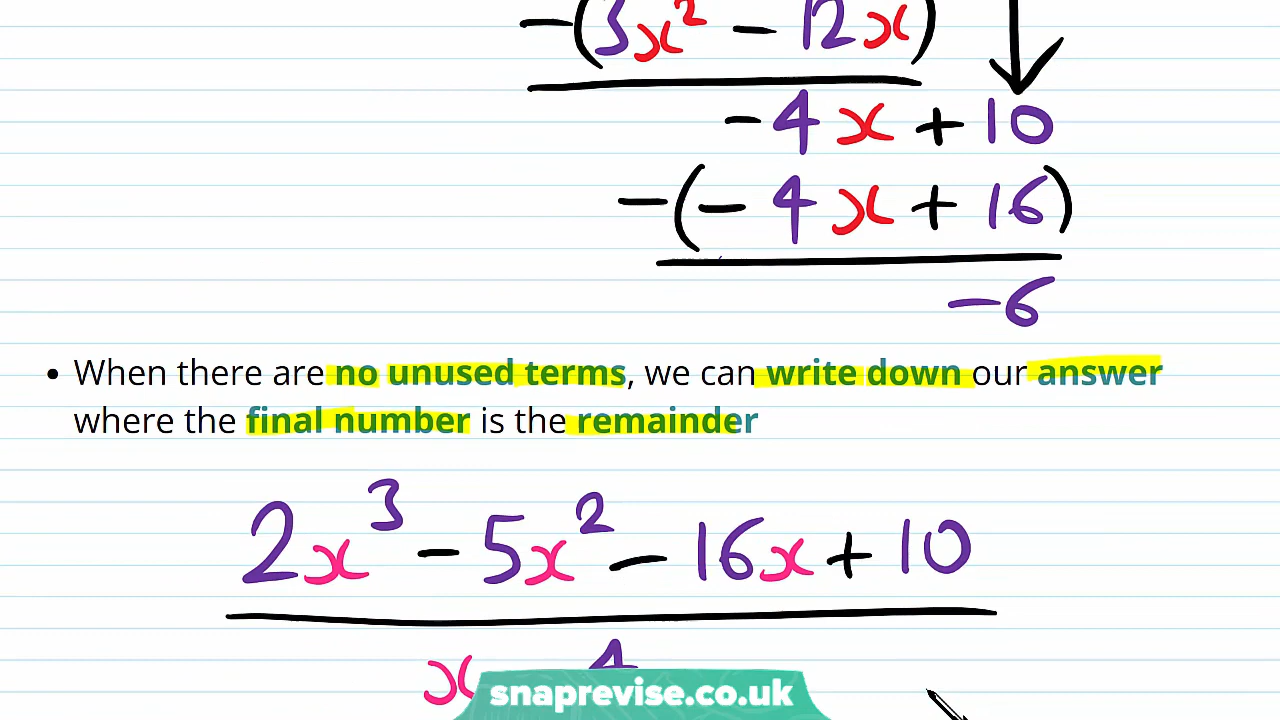 −(3x² − 12x)
−4x + 10
−(−4x + 16)
−6
• When there are no unused terms, we can write down our answer
where the final number is the remainder
2x³ − 5x² − 16x + 10
x 4
snaprevise.co.uk